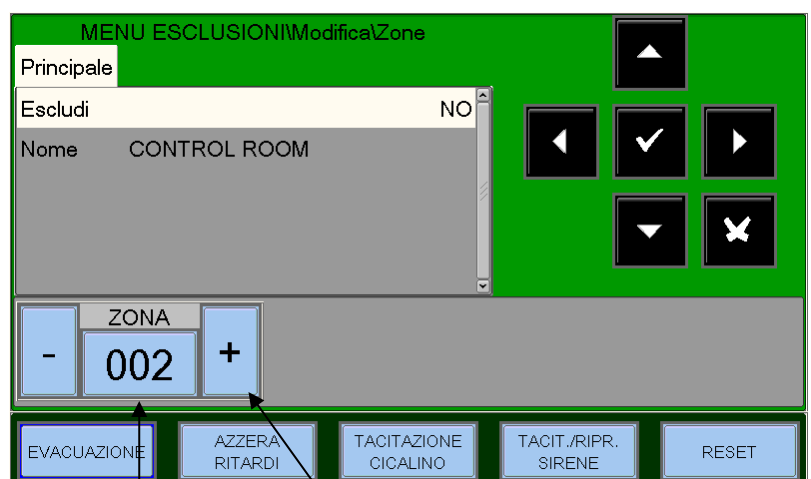 MENU ESCLUSIONI\Modifica\Zone
Principale
Escludi NO
Nome CONTROL ROOM
ZONA
- 002 +
EVACUAZIONE
AZZERA
RITARDI
TACITAZIONE
CICALINO
TACIT./RIPR.
SIRENE
RESET